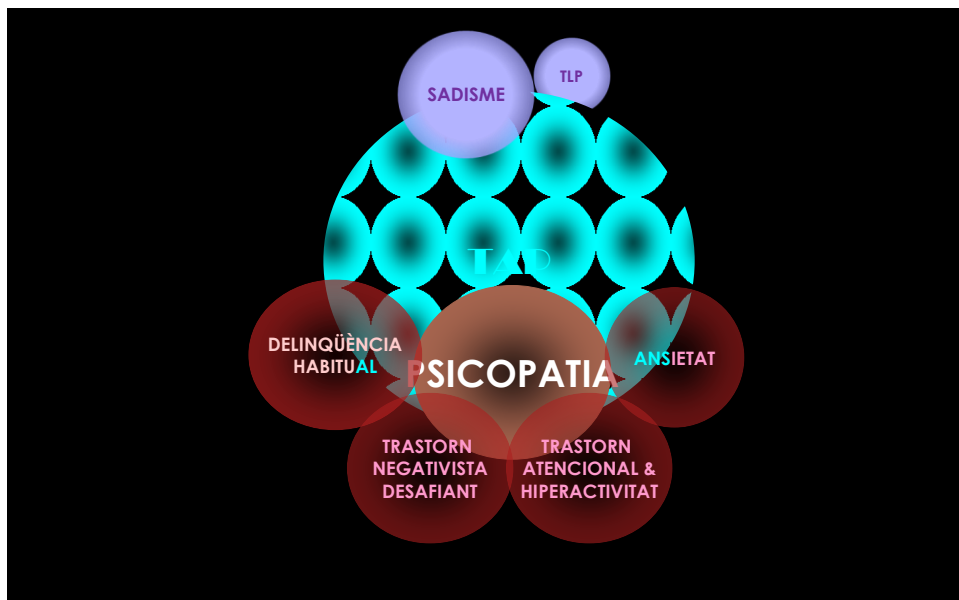 SADISME
TLP
TAP
DELINQÜÈNCIA
HABITUAL
PSICOPATIA
ANSIETAT
TRASTORN
NEGATIVISTA
DESAFIANT
TRASTORN
ATENCIONAL &
HIPERACTIVITAT